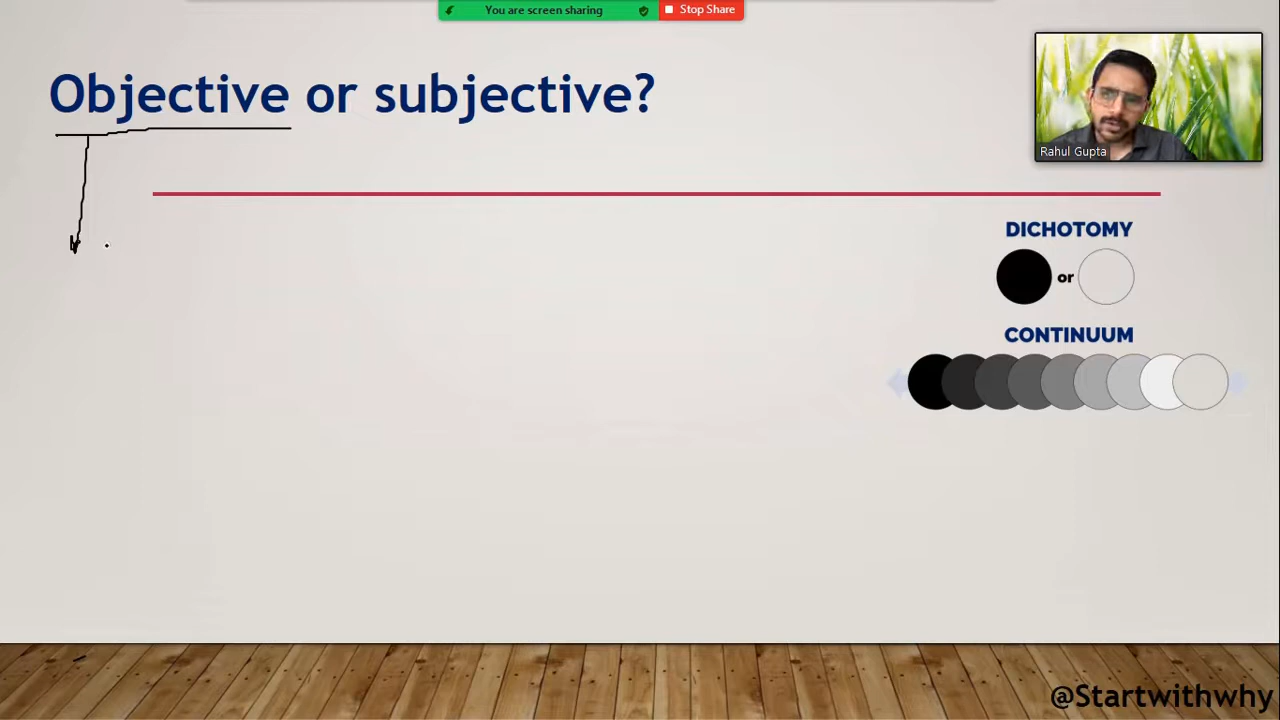 You are screen sharing
Stop Share
Objective or subjective?
Rahul Gupta
DICHOTOMY
or
CONTINUUM
@Startwithwhy